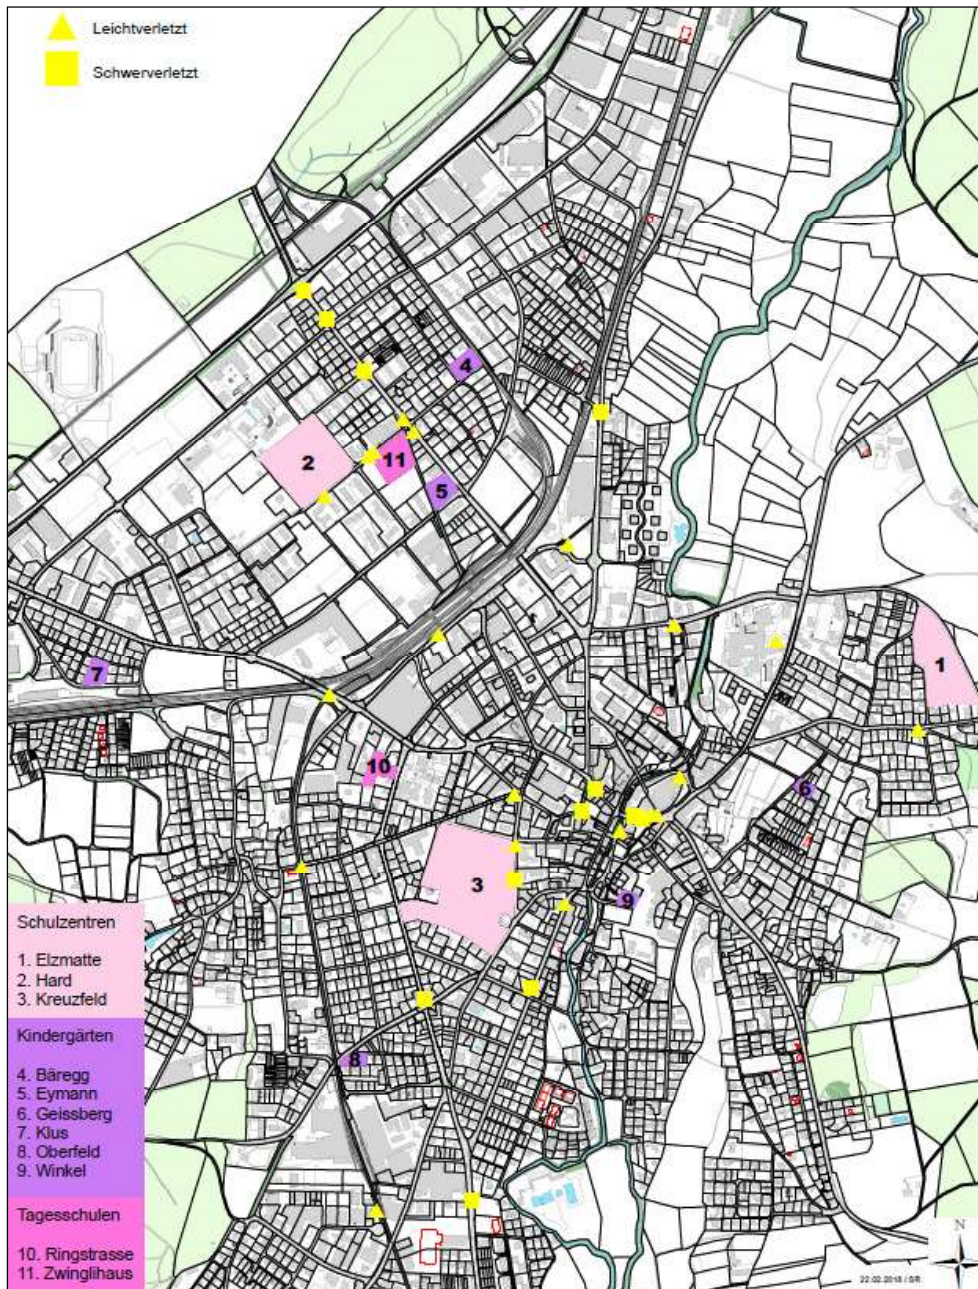 Leichtverletzt
Schwerverletzt
4
2
11
5
1
7
10
6
3
9
8
Schulzentren
1. Elzmatte
2. Hard
3. Kreuzfeld
Kindergärten
4. Bäregg
5. Eymann
6. Geissberg
7. Klus
8. Oberfeld
9. Winkel
Tagesschulen
10. Ringstrasse
11. Zwinglihaus
N
22.02.2018 / SR